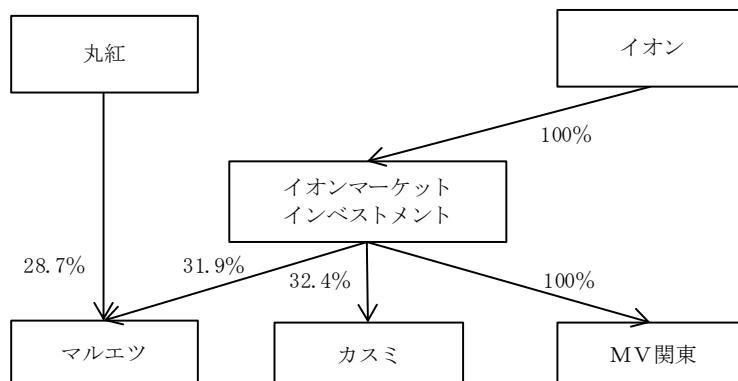 丸紅
イオン
100%
イオンマーケット
インベストメント
28.7%
31.9%
32.4%
100%
マルエツ
カスミ
MV関東